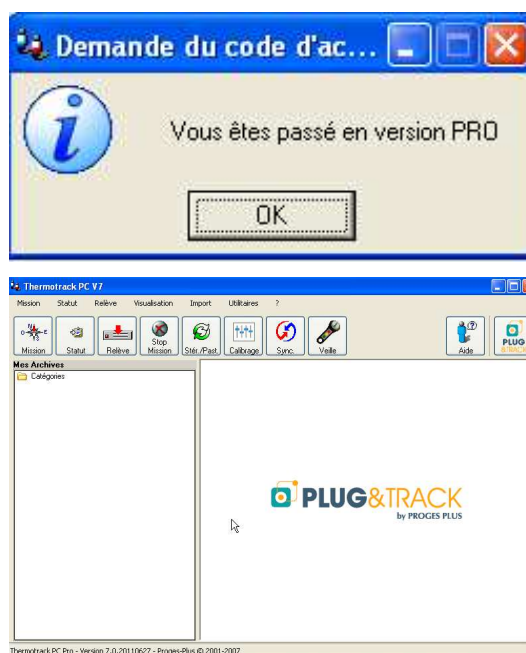 Demande du code d'ac...
Vous êtes passé en version PRO
OK
Thermotrack PC V7
Mission Statut Relève Visualisation Import Utilitaires ?
Mission Statut Relève Stop Mission Stér./Past. Calibrage Sync. Veille Aide PLUG &TRACK
Mes Archives
Catégories
PLUG&TRACK
by PROGES PLUS
Thermotrack PC Pro - Version 7.0.20110627 - Proges-Plus © 2001-2007